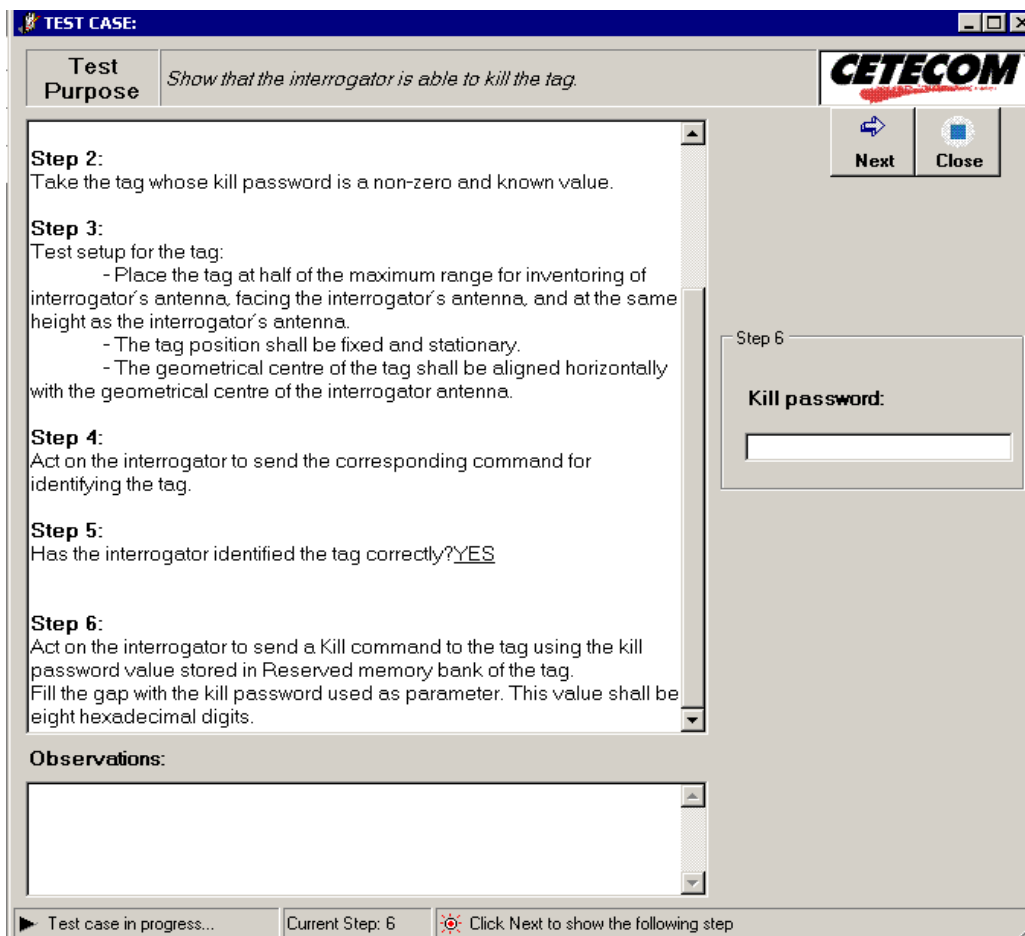 TEST CASE:
Test
Purpose
Show that the interrogator is able to kill the tag.
CETECOM
Next
Close
Step 2:
Take the tag whose kill password is a non-zero and known value.
Step 3:
Test setup for the tag:
- Place the tag at half of the maximum range for inventoring of
interrogator´s antenna, facing the interrogator´s antenna, and at the same
height as the interrogator´s antenna.
- The tag position shall be fixed and stationary.
- The geometrical centre of the tag shall be aligned horizontally
with the geometrical centre of the interrogator antenna.
Step 4:
Act on the interrogator to send the corresponding command for
identifying the tag.
Step 5:
Has the interrogator identified the tag correctly?YES
Step 6:
Act on the interrogator to send a Kill command to the tag using the kill
password value stored in Reserved memory bank of the tag.
Fill the gap with the kill password used as parameter. This value shall be
eight hexadecimal digits.
Step 6
Kill password:
Observations:
Test case in progress...
Current Step: 6
Click Next to show the following step